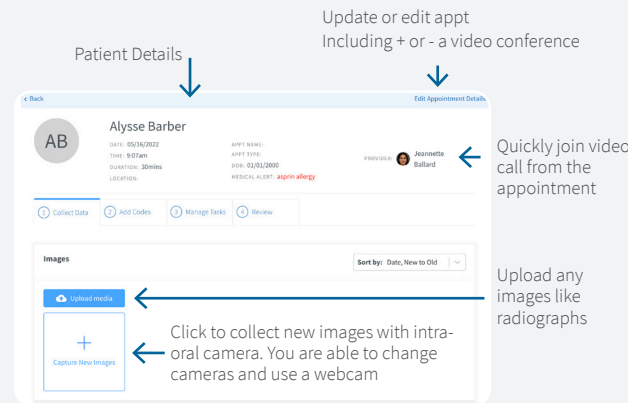 Update or edit appt
Including + or - a video conference
Patient Details
< Back
Edit Appointment Details
AB
Alysse Barber
DATE: 05/16/2022
TIME: 9:07am
DURATION: 30mins
LOCATION:
APPT NAME:
APPT TYPE:
DOB: 01/01/2000
MEDICAL ALERT: asprin allergy
PROVIDER:
Jeannette
Ballard
Quickly join video
call from the
appointment
1 Collect Data
2 Add Codes
3 Manage Tasks
4 Review
Images
Sort by: Date, New to Old
Upload media
Upload any
images like
radiographs
+
Capture New Images
Click to collect new images with intra-
oral camera. You are able to change
cameras and use a webcam